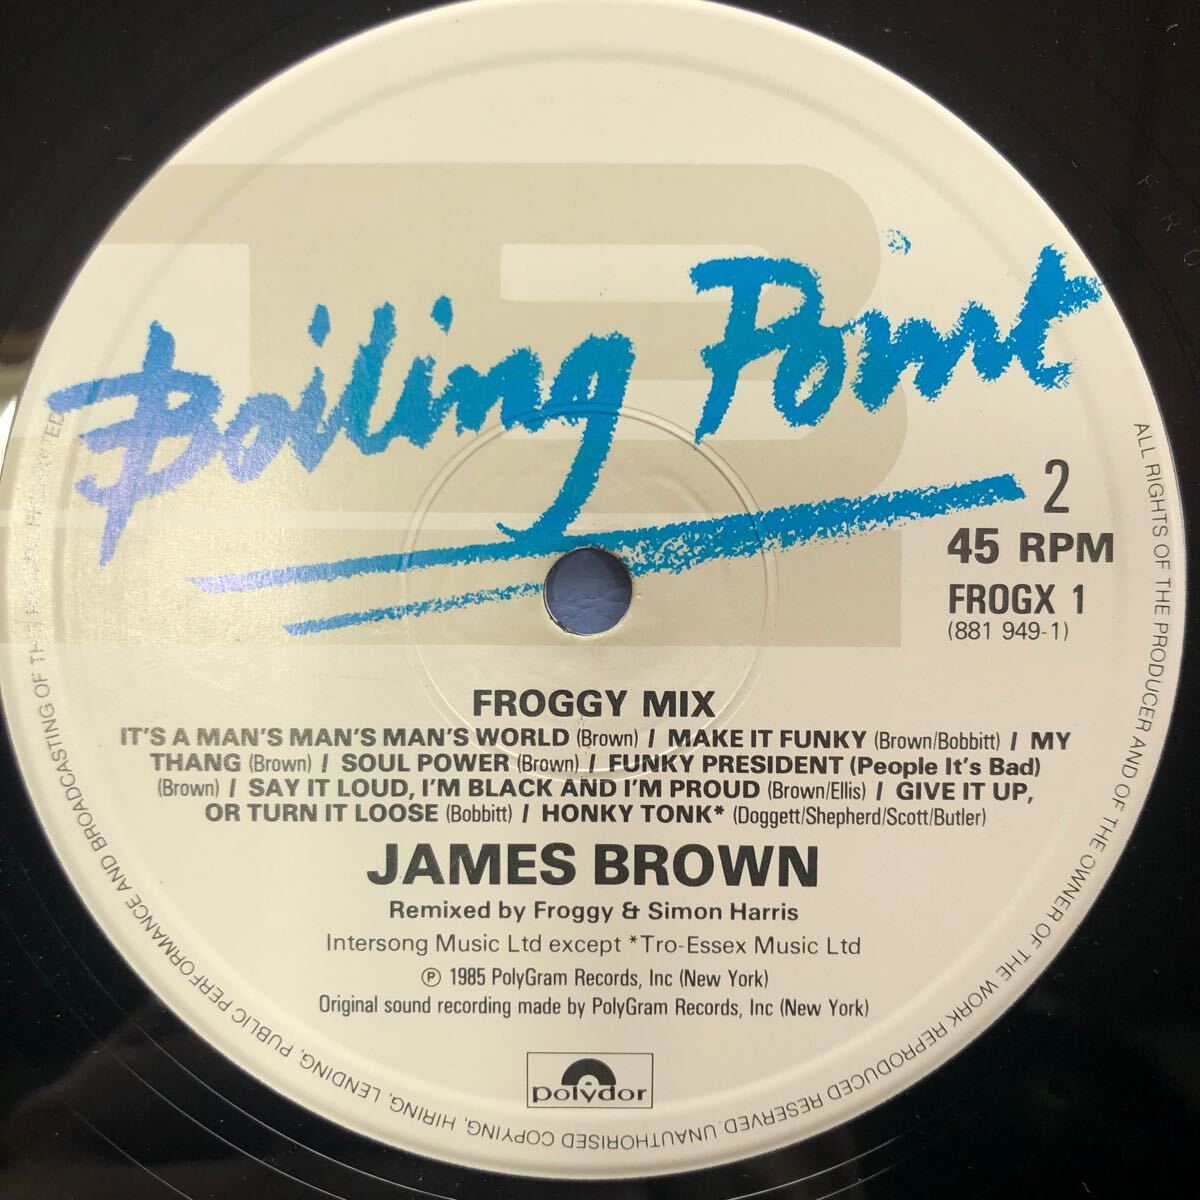 Boiling Point
2
45 RPM
FROGX 1
(881 949-1)
FROGGY MIX
IT'S A MAN'S MAN'S MAN'S WORLD (Brown) / MAKE IT FUNKY (Brown/Bobbitt) / MY
THANG (Brown) / SOUL POWER (Brown) / FUNKY PRESIDENT (People It's Bad)
(Brown) / SAY IT LOUD, I'M BLACK AND I'M PROUD (Brown/Ellis) / GIVE IT UP,
OR TURN IT LOOSE (Bobbitt) / HONKY TONK* (Doggett/Shepherd/Scott/Butler)
JAMES BROWN
Remixed by Froggy & Simon Harris
Intersong Music Ltd except *Tro-Essex Music Ltd
℗ 1985 PolyGram Records, Inc (New York)
Original sound recording made by PolyGram Records, Inc (New York)
polydor
ALL RIGHTS OF THE PRODUCER AND OF THE OWNER OF THE WORK REPRODUCED RESERVED. UNAUTHORISED COPYING, HIRING, LENDING, PUBLIC PERFORMANCE AND BROADCASTING OF THIS